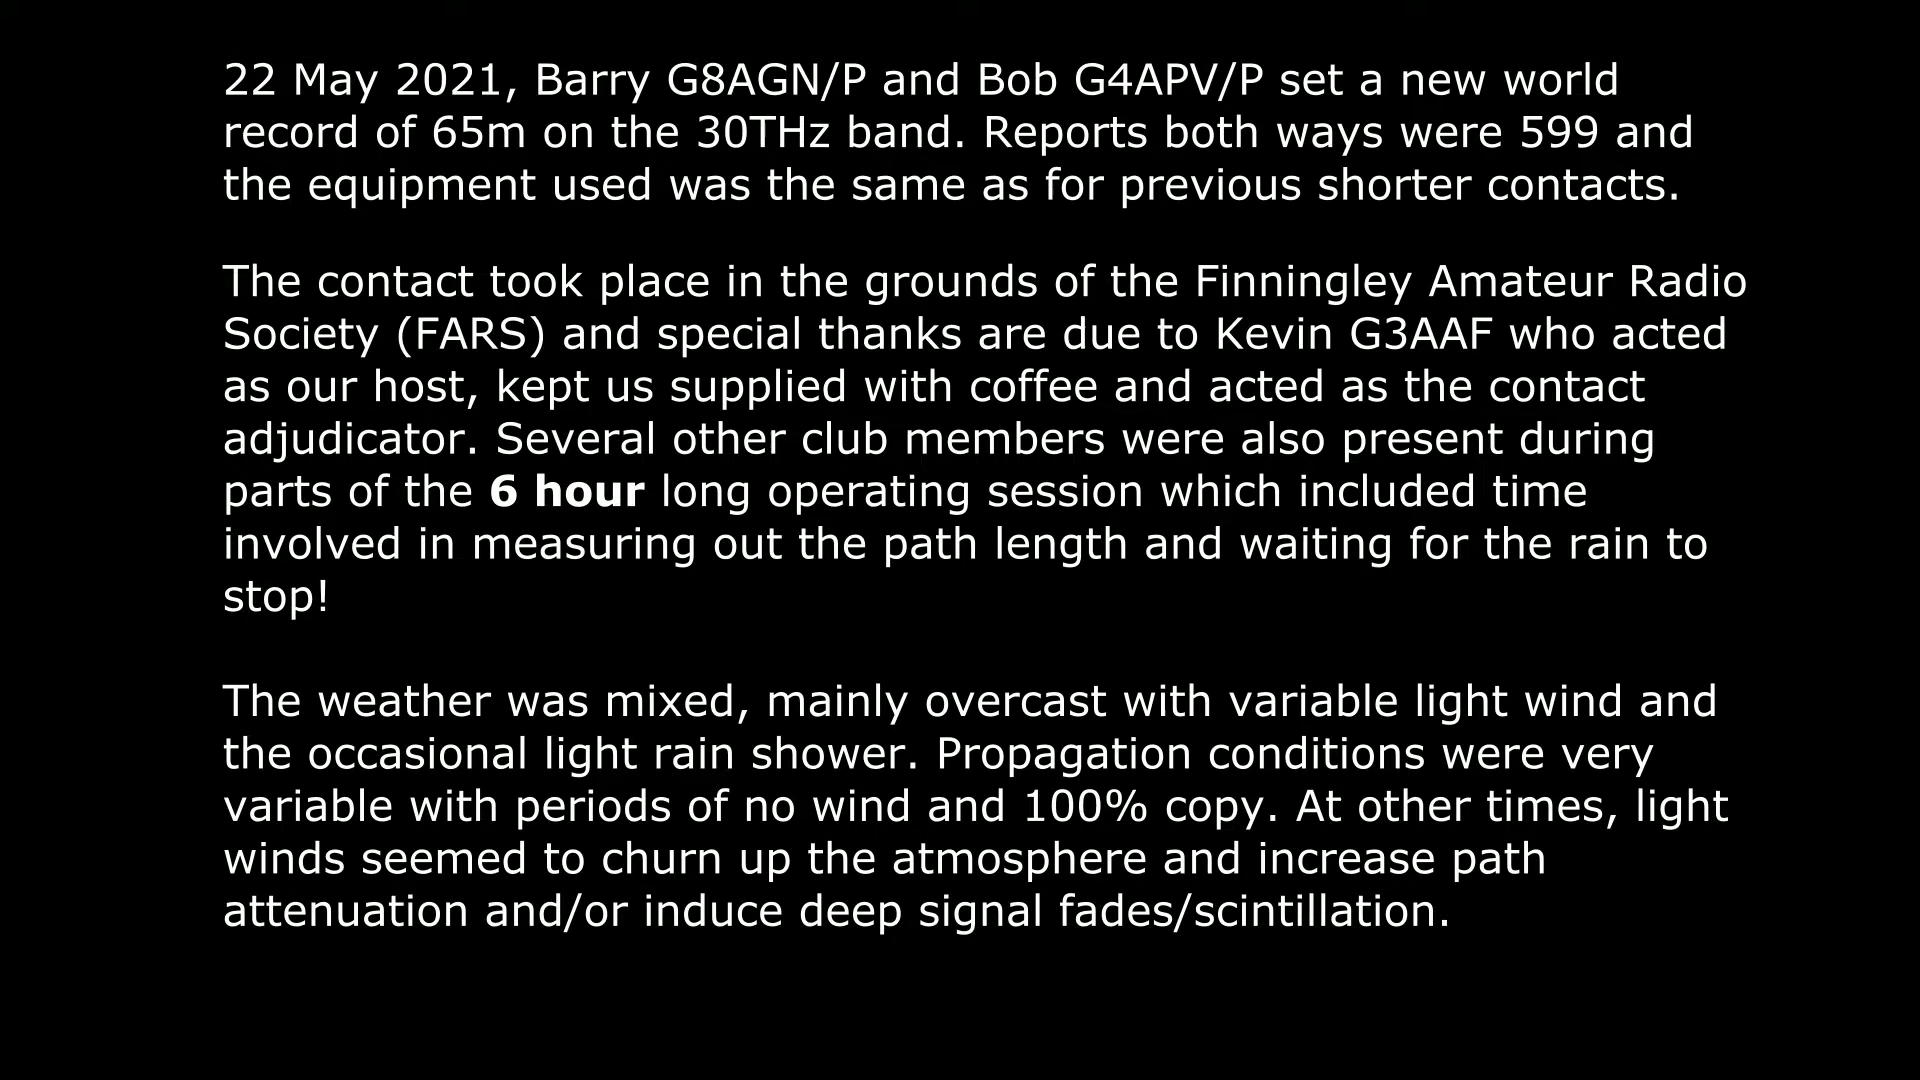 22 May 2021, Barry G8AGN/P and Bob G4APV/P set a new world
record of 65m on the 30THz band. Reports both ways were 599 and
the equipment used was the same as for previous shorter contacts.
The contact took place in the grounds of the Finningley Amateur Radio
Society (FARS) and special thanks are due to Kevin G3AAF who acted
as our host, kept us supplied with coffee and acted as the contact
adjudicator. Several other club members were also present during
parts of the 6 hour long operating session which included time
involved in measuring out the path length and waiting for the rain to
stop!
The weather was mixed, mainly overcast with variable light wind and
the occasional light rain shower. Propagation conditions were very
variable with periods of no wind and 100% copy. At other times, light
winds seemed to churn up the atmosphere and increase path
attenuation and/or induce deep signal fades/scintillation.